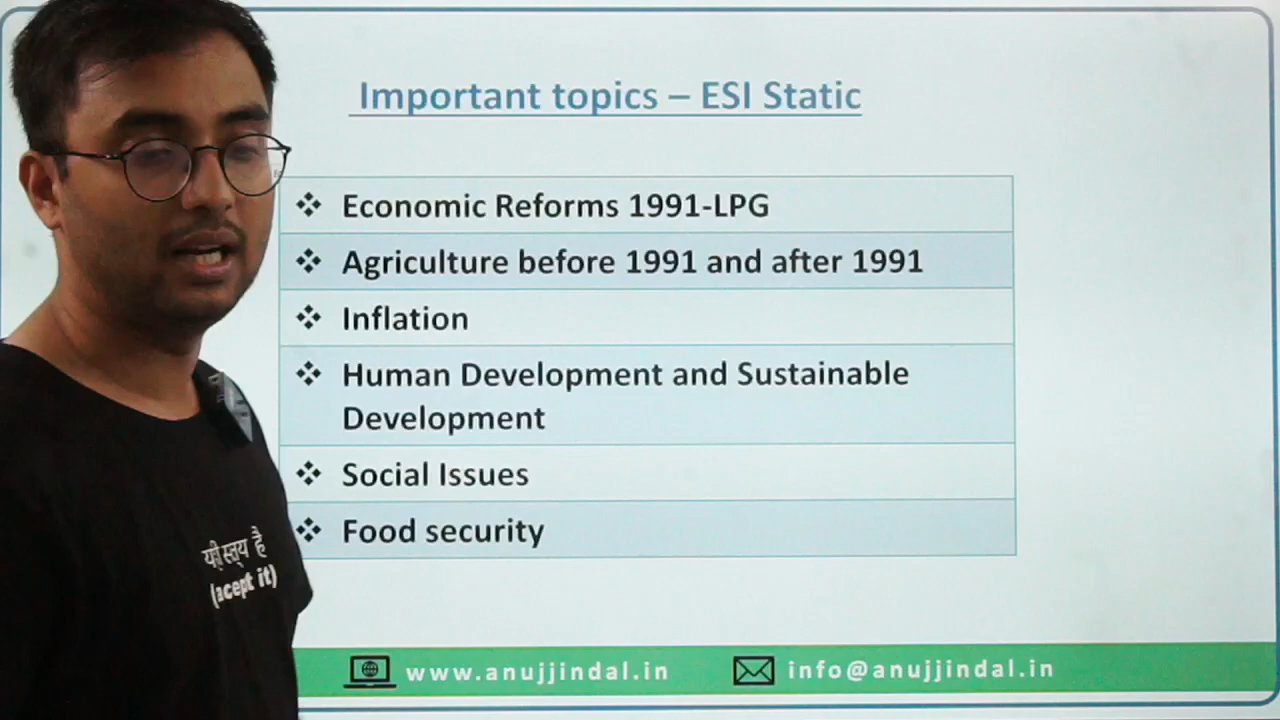 Important topics – ESI Static
❖ Economic Reforms 1991-LPG
❖ Agriculture before 1991 and after 1991
❖ Inflation
❖ Human Development and Sustainable
Development
❖ Social Issues
❖ Food security
यही स्त्य है
(acept it)
www.anujjindal.in
info@anujjindal.in